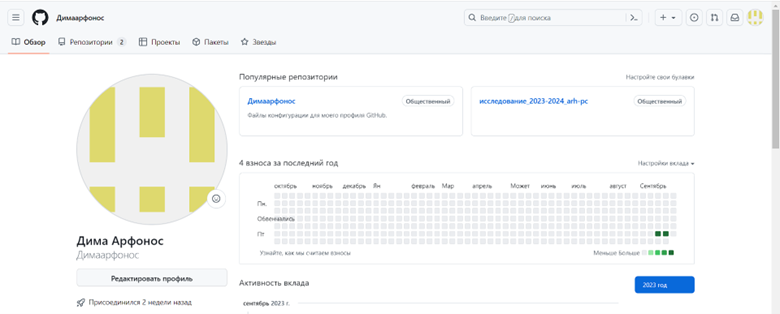 Димаарфонос
Введите / для поиска
Обзор
Репозитории 2
Проекты
Пакеты
Звезды
Популярные репозитории
Настройте свои булавки
Димаарфонос
Общественный
Файлы конфигурации для моего профиля GitHub.
исследование_2023-2024_arh-pc
Общественный
4 взноса за последний год
Настройки вклада
октябрь ноябрь декабрь Ян февраль Мар апрель Может июнь июль август Сентябрь
Пн.
Пт
Узнайте, как мы считаем взносы
Меньше Больше
Дима Арфонос
Димаарфонос
Редактировать профиль
Присоединился 2 недели назад
Активность вклада
2023 год
сентябрь 2023 г.